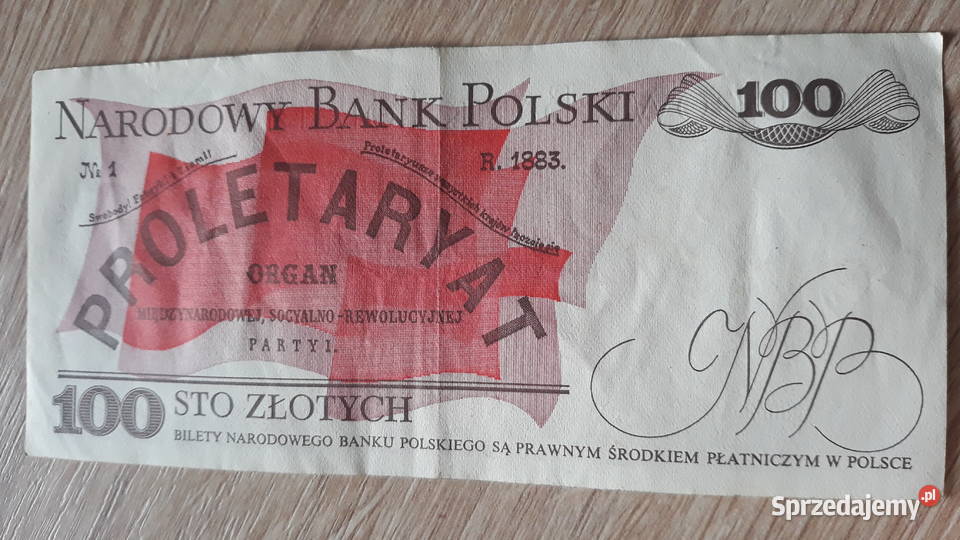 NARODOWY BANK POLSKI
100
№ 1
R. 1883.
Proletaryusze wszystkich krajów łączcie się
PROLETARYAT
ORGAN
MIĘDZYNARODOWEJ, SOCYALNO-REWOLUCYJNEJ
PARTYI.
100 STO ZŁOTYCH
NBP
BILETY NARODOWEGO BANKU POLSKIEGO SĄ PRAWNYM ŚRODKIEM PŁATNICZYM W POLSCE
Sprzedajemy.pl